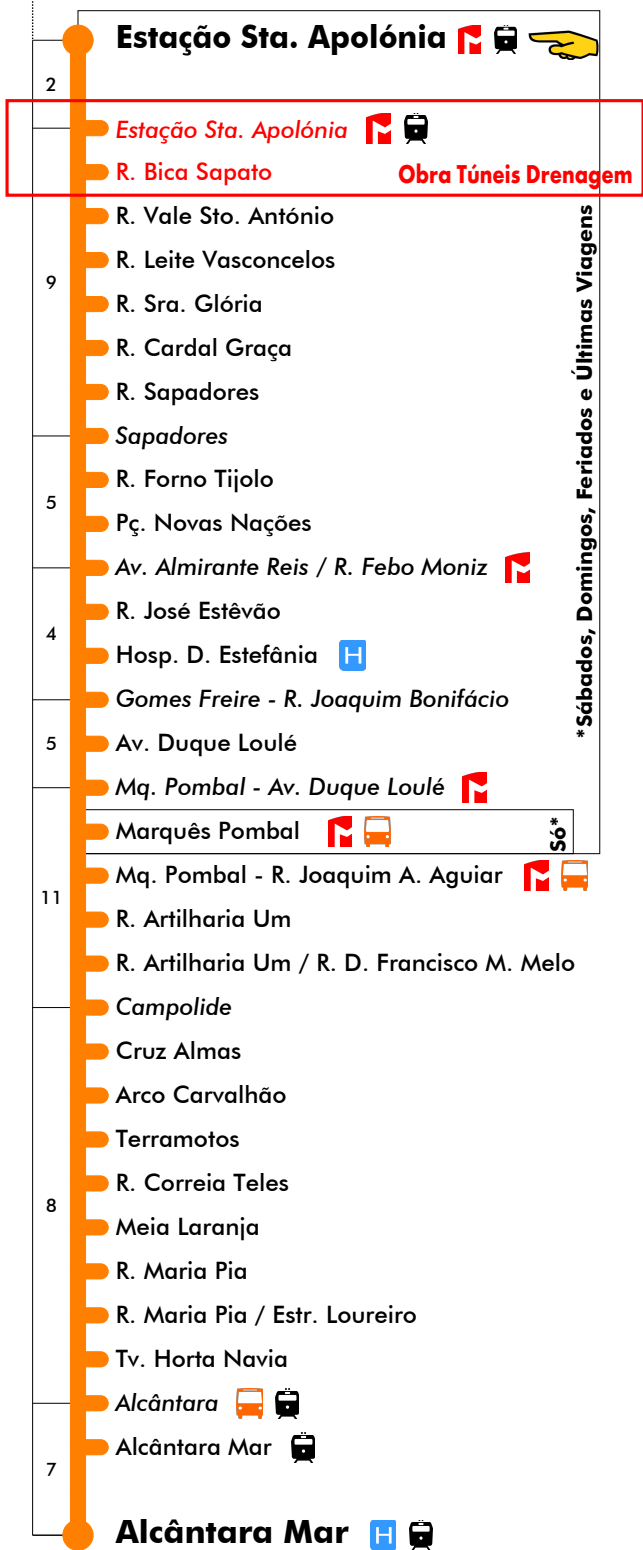 Estação Sta. Apolónia
2
Estação Sta. Apolónia
R. Bica Sapato
Obra Túneis Drenagem
R. Vale Sto. António
R. Leite Vasconcelos
9
R. Sra. Glória
R. Cardal Graça
R. Sapadores
Sapadores
R. Forno Tijolo
5
Pç. Novas Nações
Av. Almirante Reis / R. Febo Moniz
R. José Estêvão
4
Hosp. D. Estefânia H
Gomes Freire - R. Joaquim Bonifácio
5
Av. Duque Loulé
Mq. Pombal - Av. Duque Loulé
Marquês Pombal
Só*
*Sábados, Domingos, Feriados e Últimas Viagens
Mq. Pombal - R. Joaquim A. Aguiar
11
R. Artilharia Um
R. Artilharia Um / R. D. Francisco M. Melo
Campolide
Cruz Almas
Arco Carvalhão
Terramotos
R. Correia Teles
8
Meia Laranja
R. Maria Pia
R. Maria Pia / Estr. Loureiro
Tv. Horta Navia
Alcântara
Alcântara Mar
7
Alcântara Mar H